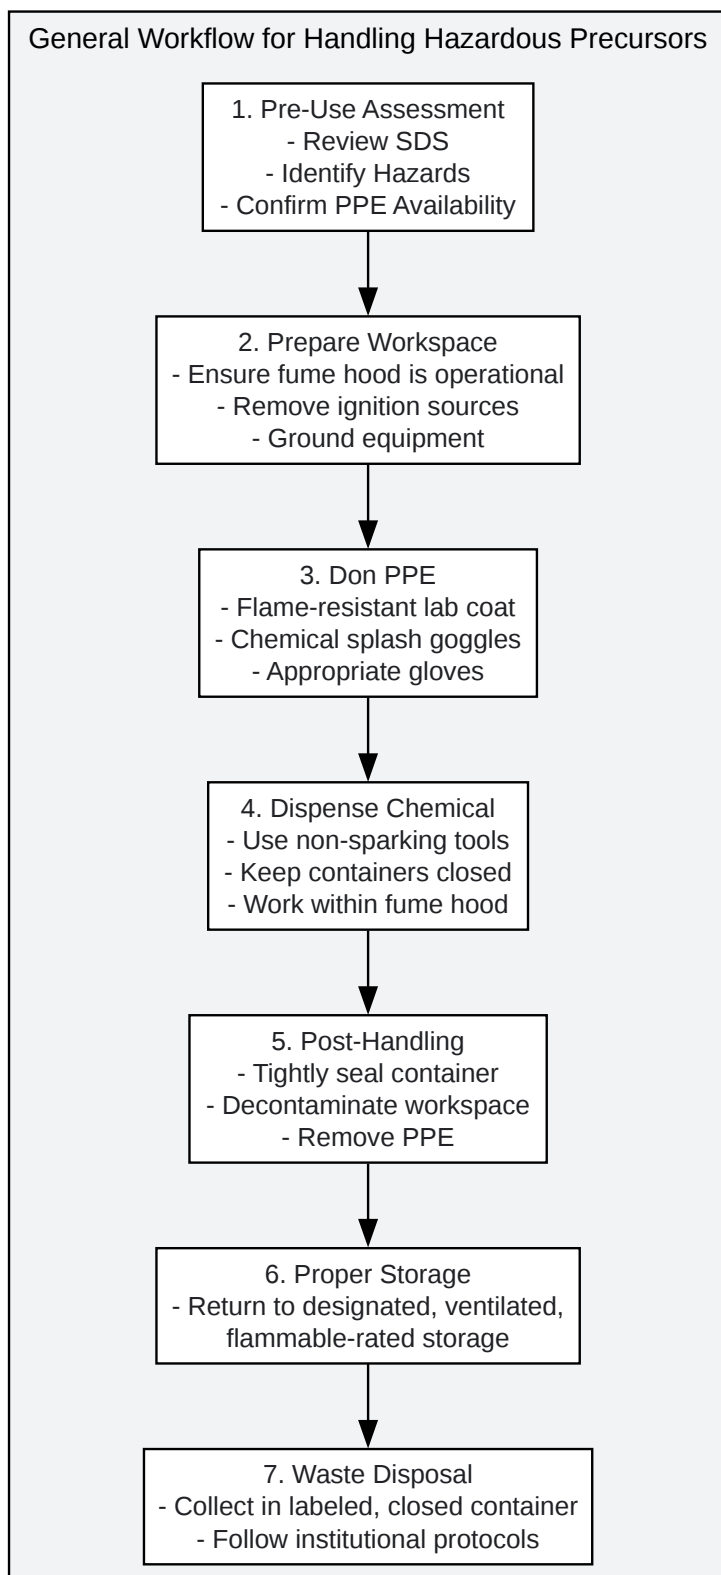 General Workflow for Handling Hazardous Precursors
1. Pre-Use Assessment
- Review SDS
- Identify Hazards
- Confirm PPE Availability
2. Prepare Workspace
- Ensure fume hood is operational
- Remove ignition sources
- Ground equipment
3. Don PPE
- Flame-resistant lab coat
- Chemical splash goggles
- Appropriate gloves
4. Dispense Chemical
- Use non-sparking tools
- Keep containers closed
- Work within fume hood
5. Post-Handling
- Tightly seal container
- Decontaminate workspace
- Remove PPE
6. Proper Storage
- Return to designated, ventilated,
flammable-rated storage
7. Waste Disposal
- Collect in labeled, closed container
- Follow institutional protocols